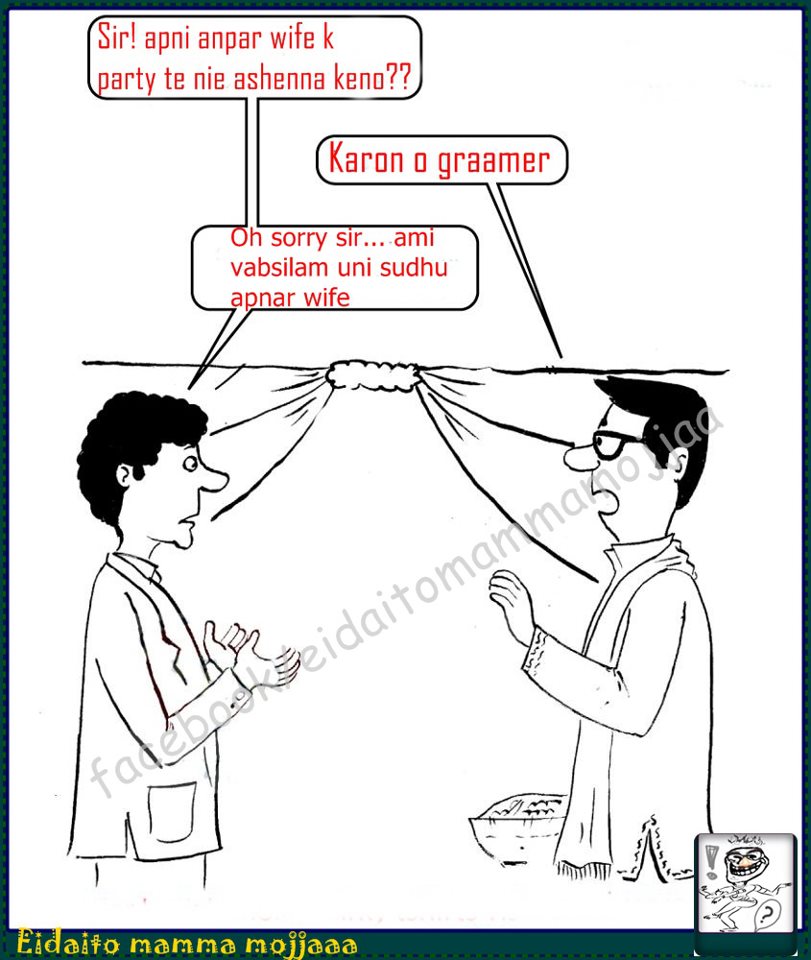 Sir! apni anpar wife k
party te nie ashenna keno??
Karon o graamer
Oh sorry sir... ami
vabsilam uni sudhu
apnar wife
facebook/eidaitomammamojjaa
! ?
Eidaito mamma mojjaaa